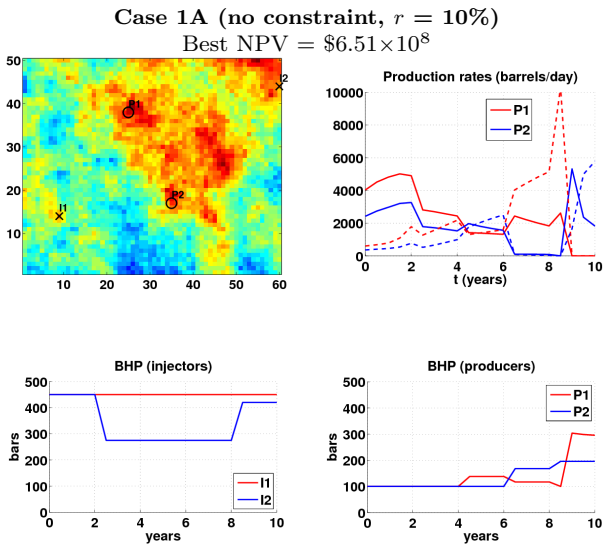 Case 1A (no constraint, r = 10%)
Best NPV = $6.51×10⁸
50
40
30
20
10
10 20 30 40 50 60
P1
I2
P2
I1
Production rates (barrels/day)
10000
8000
6000
4000
2000
0
0 2 4 6 8 10
t (years)
P1
P2
BHP (injectors)
500
400
300
200
100
0
0 2 4 6 8 10
bars
years
I1
I2
BHP (producers)
500
400
300
200
100
0
0 2 4 6 8 10
bars
years
P1
P2